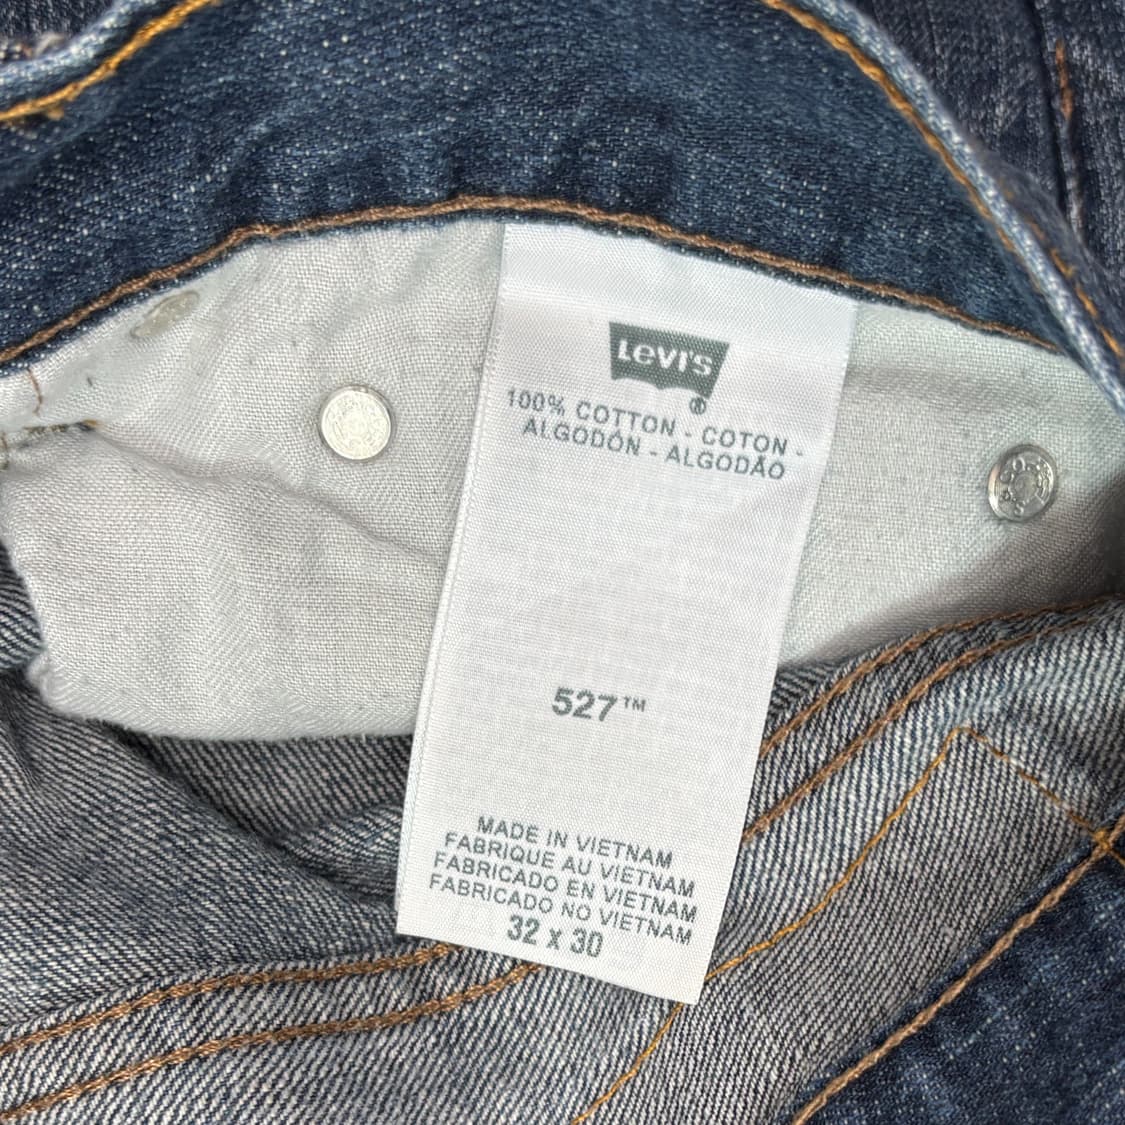 LEVI'S
®
100% COTTON - COTON -
ALGODÓN - ALGODÃO
527™
MADE IN VIETNAM
FABRIQUE AU VIETNAM
FABRICADO EN VIETNAM
FABRICADO NO VIETNAM
32 x 30